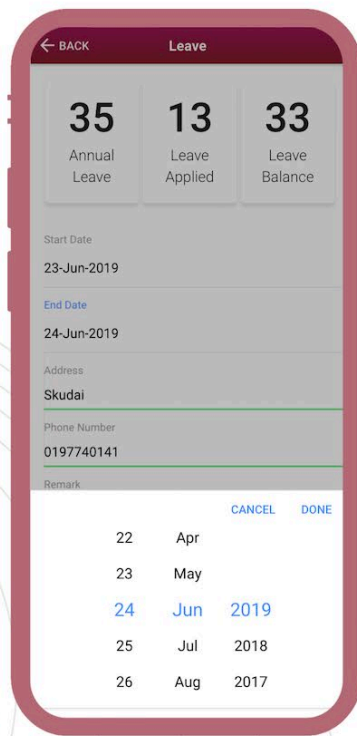 ← BACK Leave
35 13 33
Annual Leave Leave
Leave Applied Balance
Start Date
23-Jun-2019
End Date
24-Jun-2019
Address
Skudai
Phone Number
0197740141
Remark
CANCEL DONE
22 Apr
23 May
24 Jun 2019
25 Jul 2018
26 Aug 2017